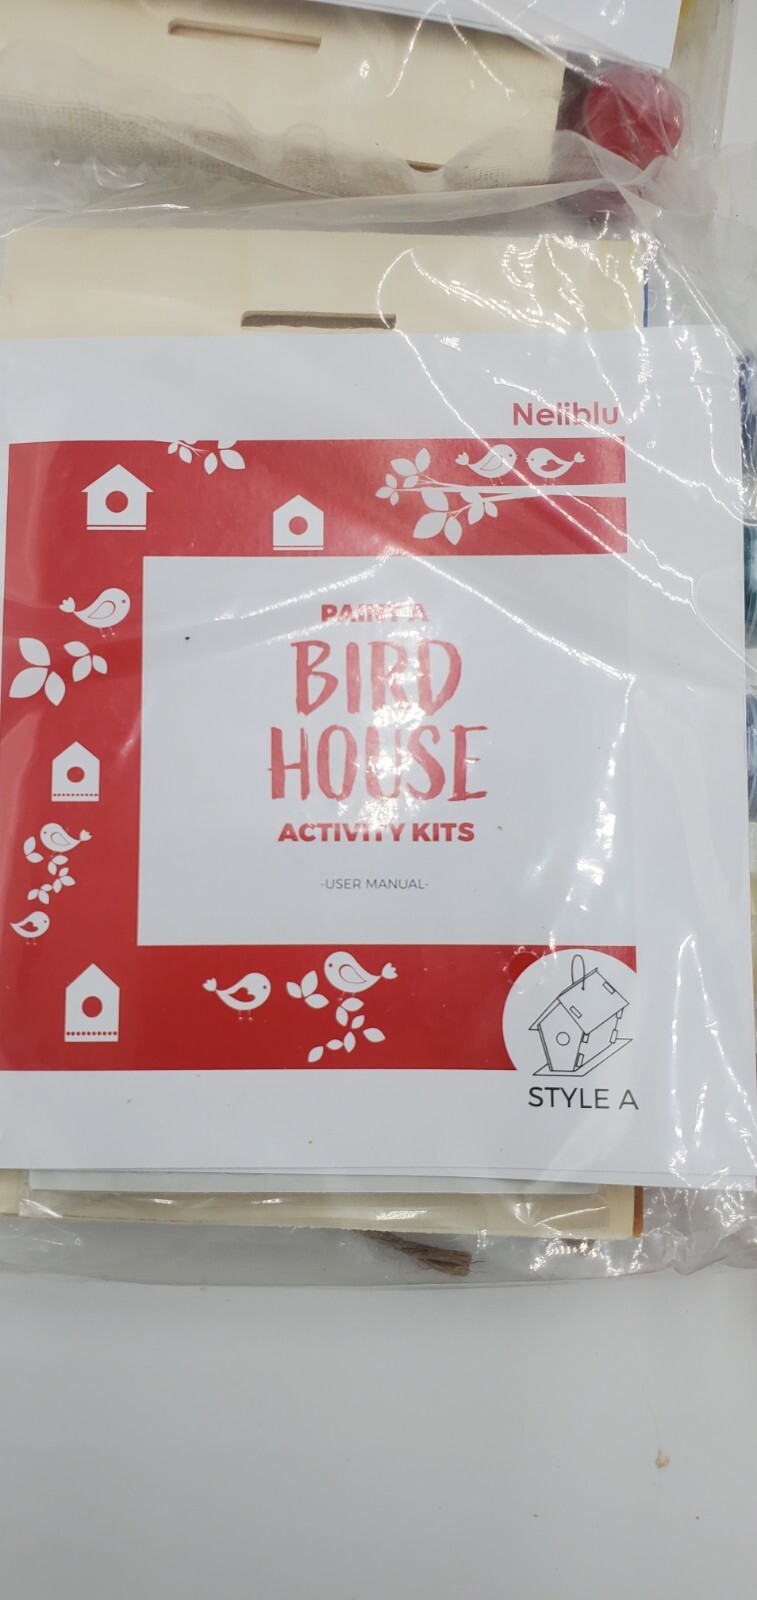 Neliblu
PAINT A
BIRD
HOUSE
ACTIVITY KITS
-USER MANUAL-
STYLE A